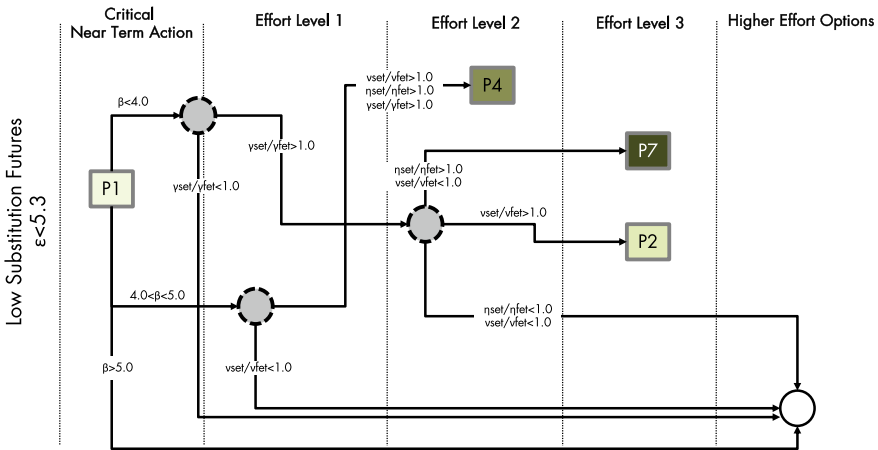 Critical
Near Term Action
Effort Level 1
Effort Level 2
Effort Level 3
Higher Effort Options
Low Substitution Futures
ε<5.3
νset/νfet>1.0
ηset/ηfet>1.0
γset/γfet>1.0
P4
β<4.0
γset/γfet>1.0
P7
ηset/ηfet>1.0
νset/νfet<1.0
P1
γset/γfet<1.0
νset/νfet>1.0
P2
4.0<β<5.0
ηset/ηfet<1.0
νset/νfet<1.0
β>5.0
νset/νfet<1.0